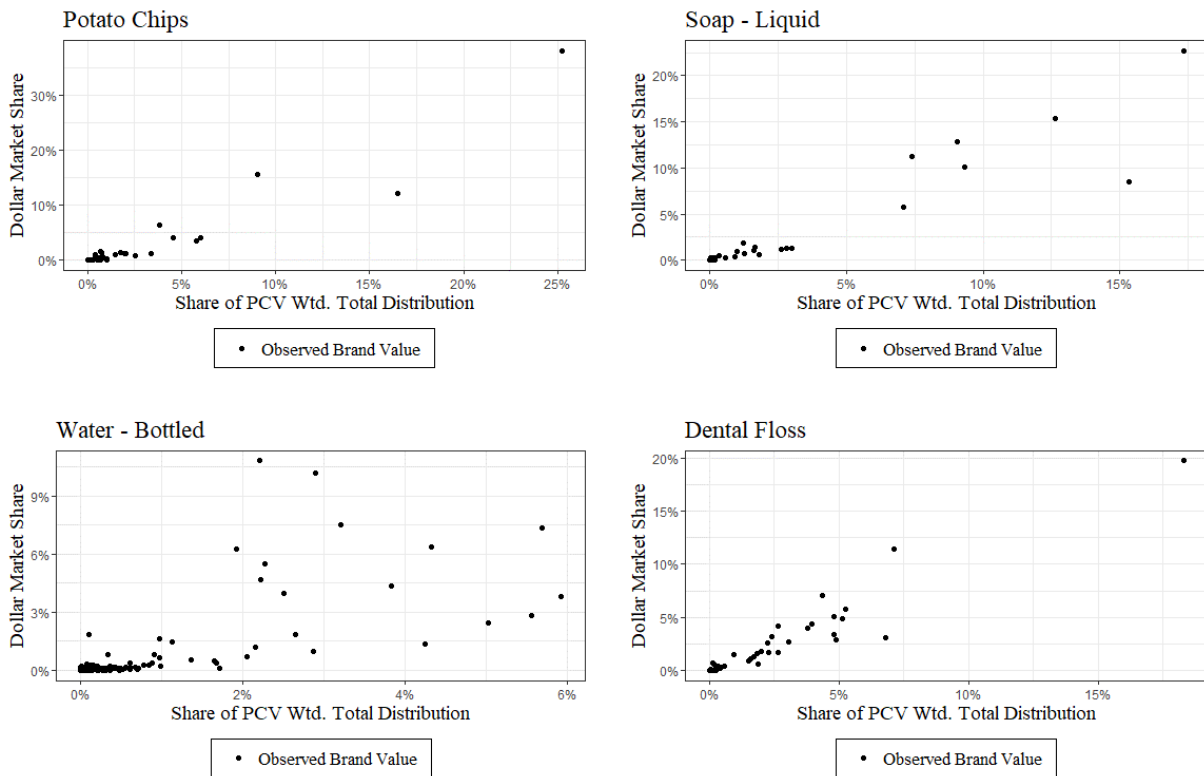 Potato Chips
Dollar Market Share
30%
20%
10%
0%
0%
5%
10%
15%
20%
25%
Share of PCV Wtd. Total Distribution
Observed Brand Value
Soap - Liquid
Dollar Market Share
20%
15%
10%
5%
0%
0%
5%
10%
15%
Share of PCV Wtd. Total Distribution
Observed Brand Value
Water - Bottled
Dollar Market Share
9%
6%
3%
0%
0%
2%
4%
6%
Share of PCV Wtd. Total Distribution
Observed Brand Value
Dental Floss
Dollar Market Share
20%
15%
10%
5%
0%
0%
5%
10%
15%
Share of PCV Wtd. Total Distribution
Observed Brand Value